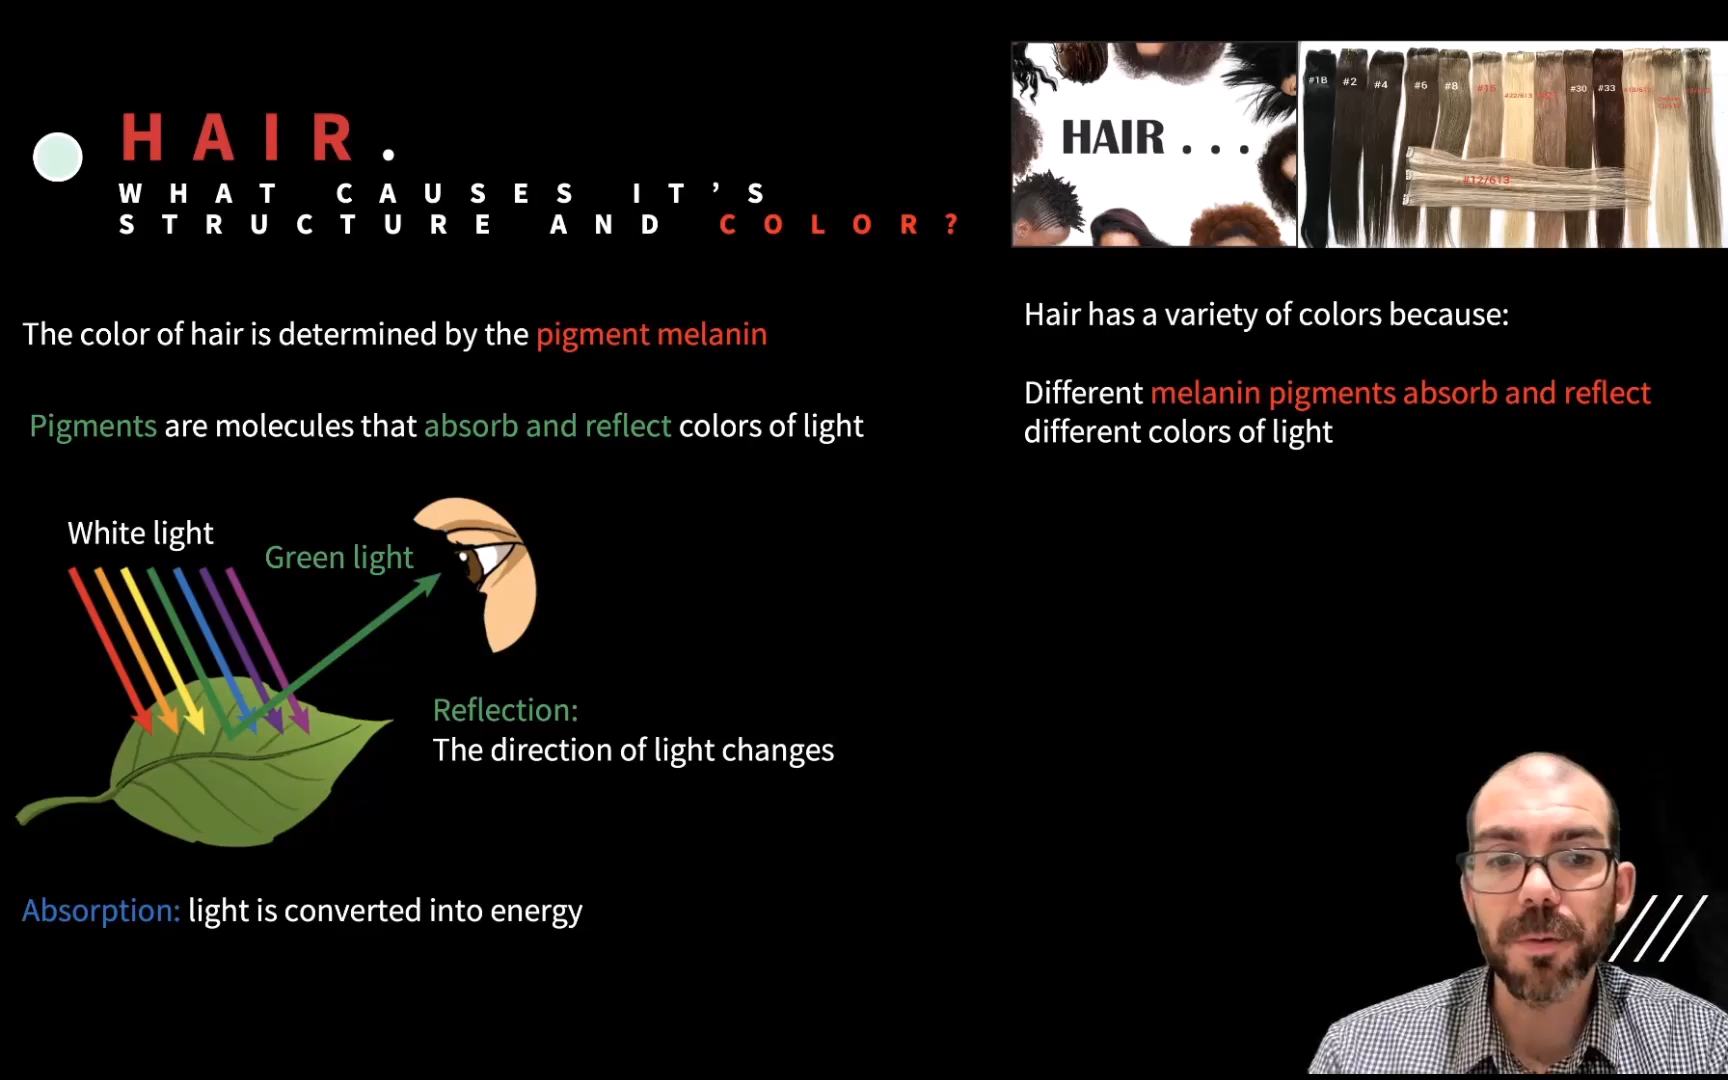 HAIR.
WHAT CAUSES IT’S
STRUCTURE AND COLOR?
The color of hair is determined by the pigment melanin
Pigments are molecules that absorb and reflect colors of light
White light
Green light
Reflection:
The direction of light changes
Absorption: light is converted into energy
HAIR...
#1B #2 #4 #6 #8 #30 #33
#12/613
Hair has a variety of colors because:
Different melanin pigments absorb and reflect
different colors of light